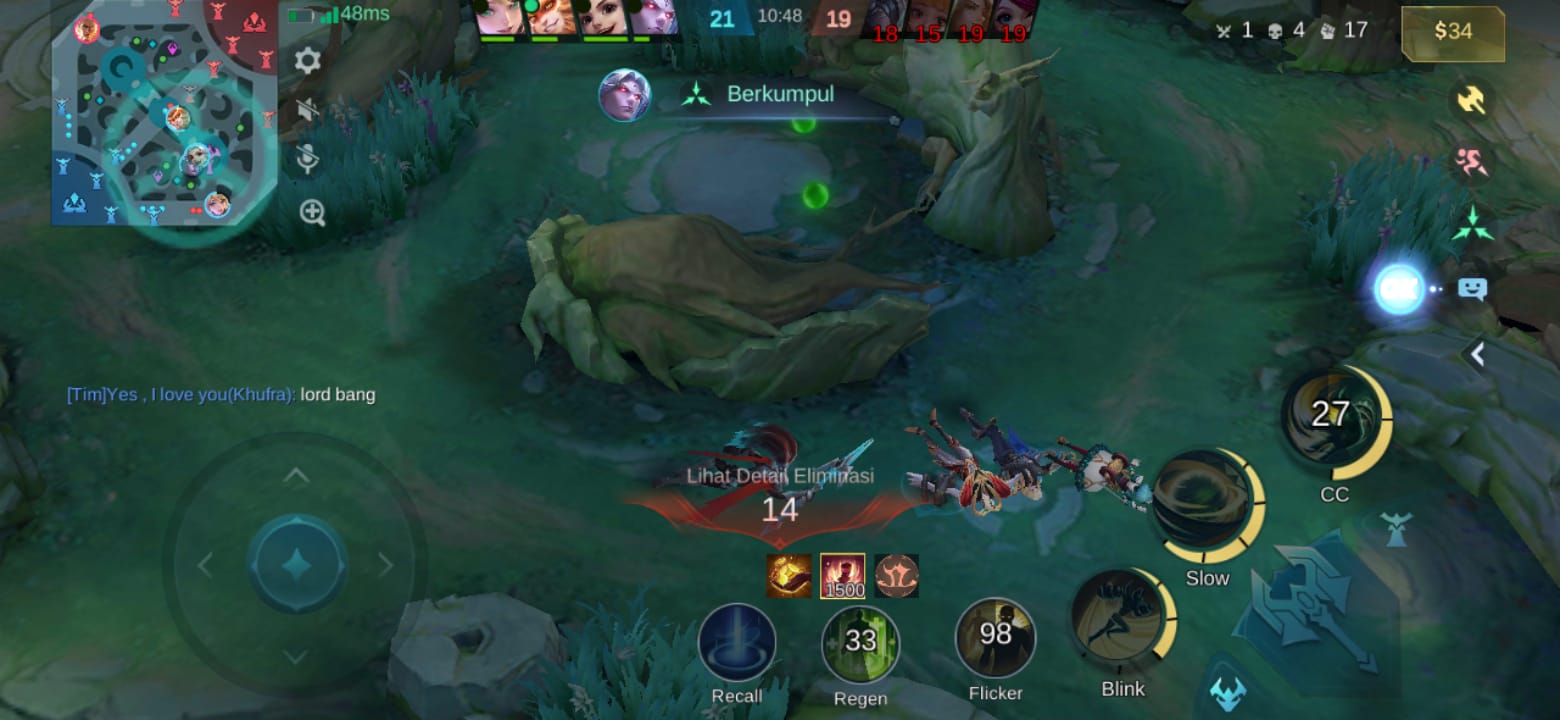 48ms
21 10:48 19
18 15 19 19
1 4 17
$34
Berkumpul
[Tim]Yes , I love you(Khufra): lord bang
27
CC
Lihat Detail Eliminasi
14
1500
Slow
33
98
Recall
Regen
Flicker
Blink